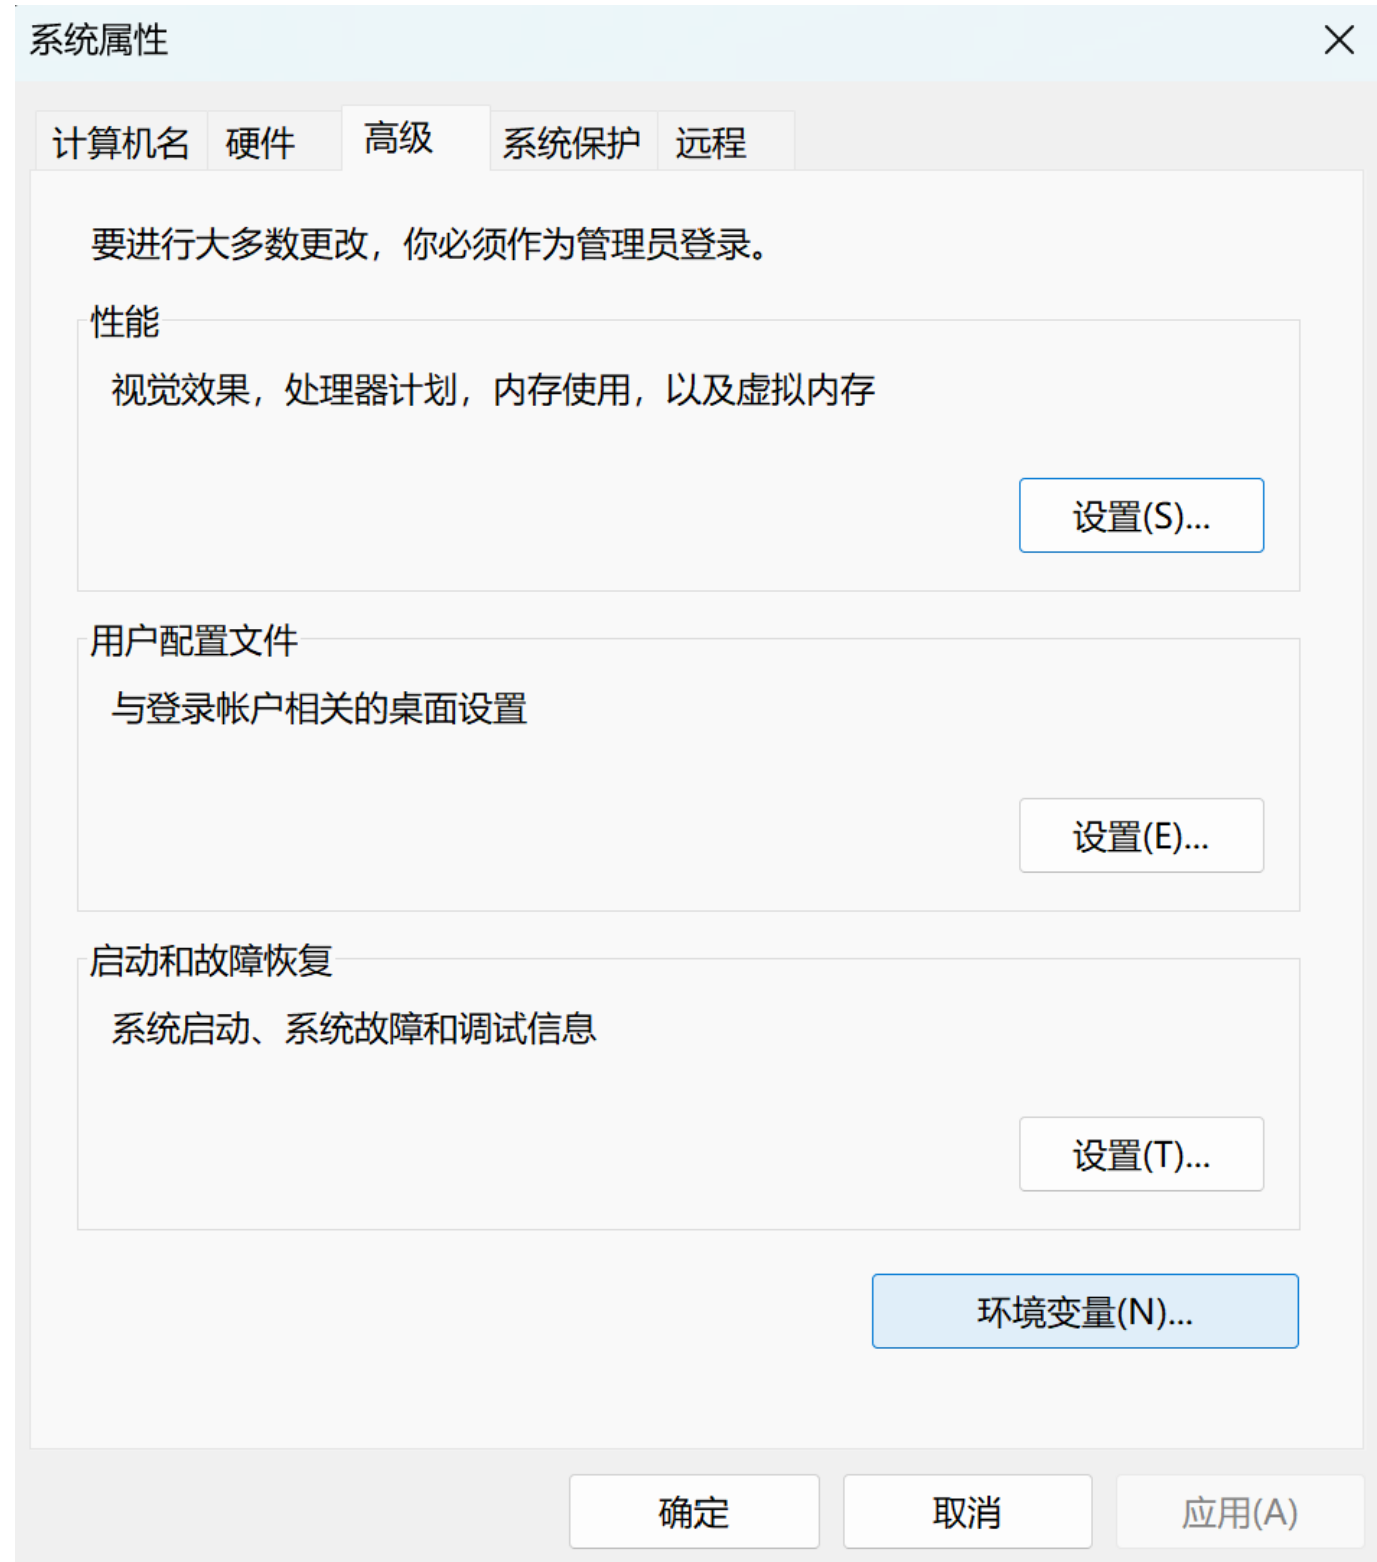 系统属性
计算机名 硬件 高级 系统保护 远程
要进行大多数更改，你必须作为管理员登录。
性能
视觉效果，处理器计划，内存使用，以及虚拟内存
设置(S)...
用户配置文件
与登录帐户相关的桌面设置
设置(E)...
启动和故障恢复
系统启动、系统故障和调试信息
设置(T)...
环境变量(N)...
确定 取消 应用(A)